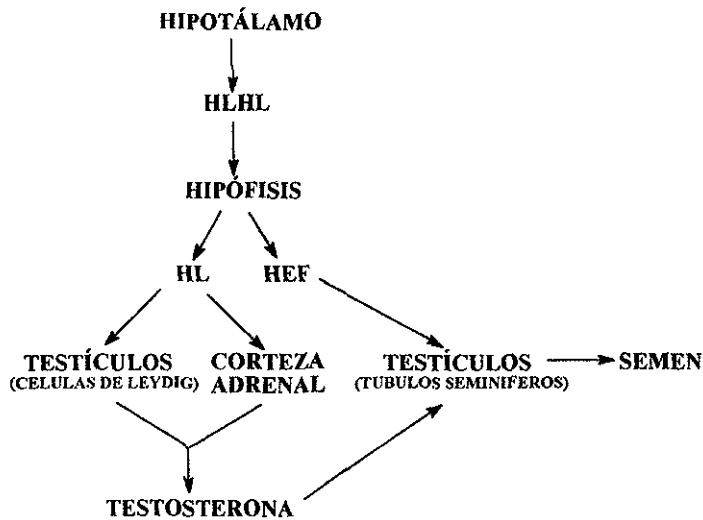 HIPOTÁLAMO
HLHL
HIPÓFISIS
HL HEF
TESTÍCULOS CORTEZA TESTÍCULOS SEMEN
(CELULAS DE LEYDIG) ADRENAL (TUBULOS SEMINIFEROS)
TESTOSTERONA